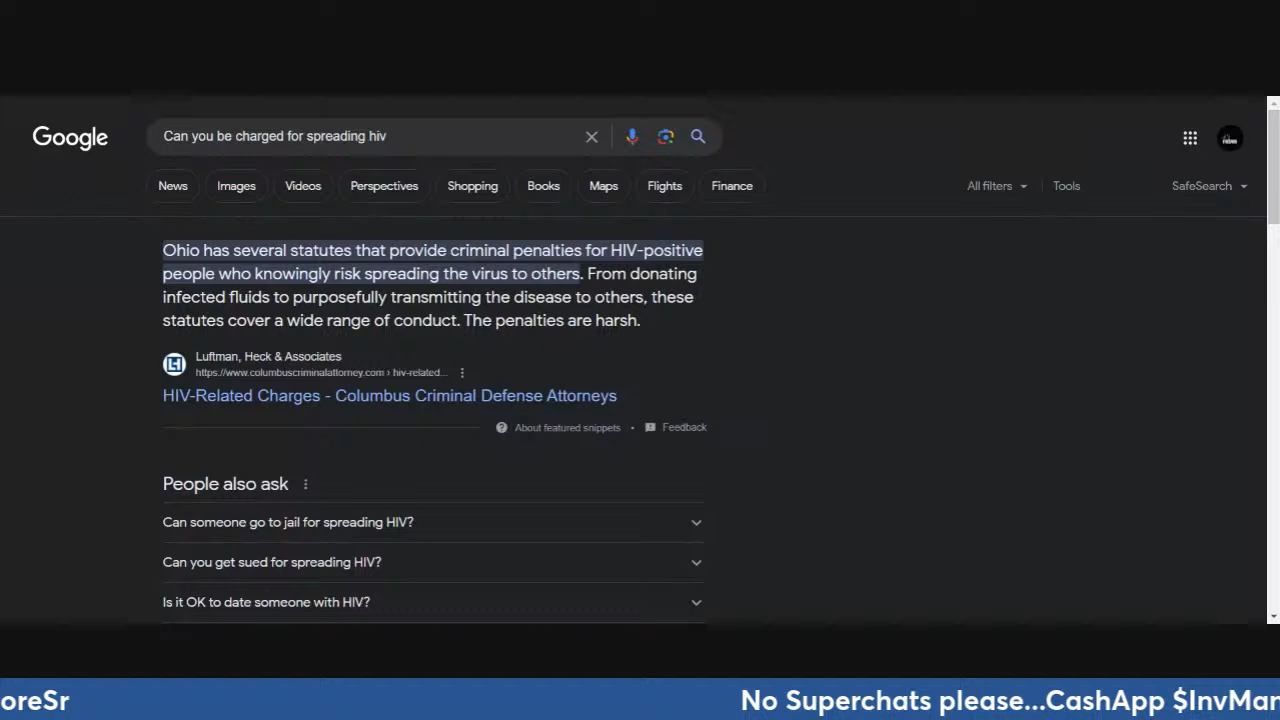 Google
Can you be charged for spreading hiv
News Images Videos Perspectives Shopping Books Maps Flights Finance All filters Tools SafeSearch
Ohio has several statutes that provide criminal penalties for HIV-positive
people who knowingly risk spreading the virus to others. From donating
infected fluids to purposefully transmitting the disease to others, these
statutes cover a wide range of conduct. The penalties are harsh.
Luftman, Heck & Associates
https://www.columbuscriminalattorney.com › hiv-related...
HIV-Related Charges - Columbus Criminal Defense Attorneys
About featured snippets • Feedback
People also ask
Can someone go to jail for spreading HIV?
Can you get sued for spreading HIV?
Is it OK to date someone with HIV?
oreSr No Superchats please...CashApp $InvMan